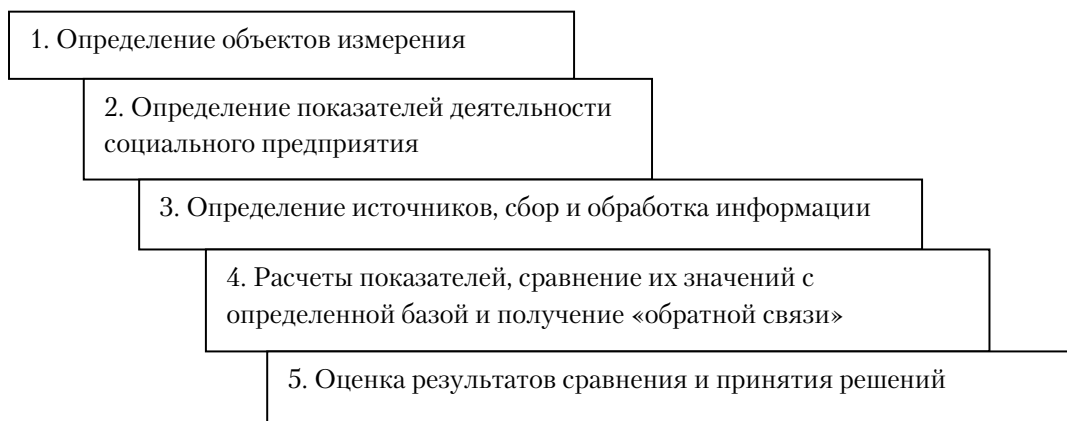 1. Определение объектов измерения
2. Определение показателей деятельности
социального предприятия
3. Определение источников, сбор и обработка информации
4. Расчеты показателей, сравнение их значений с
определенной базой и получение «обратной связи»
5. Оценка результатов сравнения и принятия решений